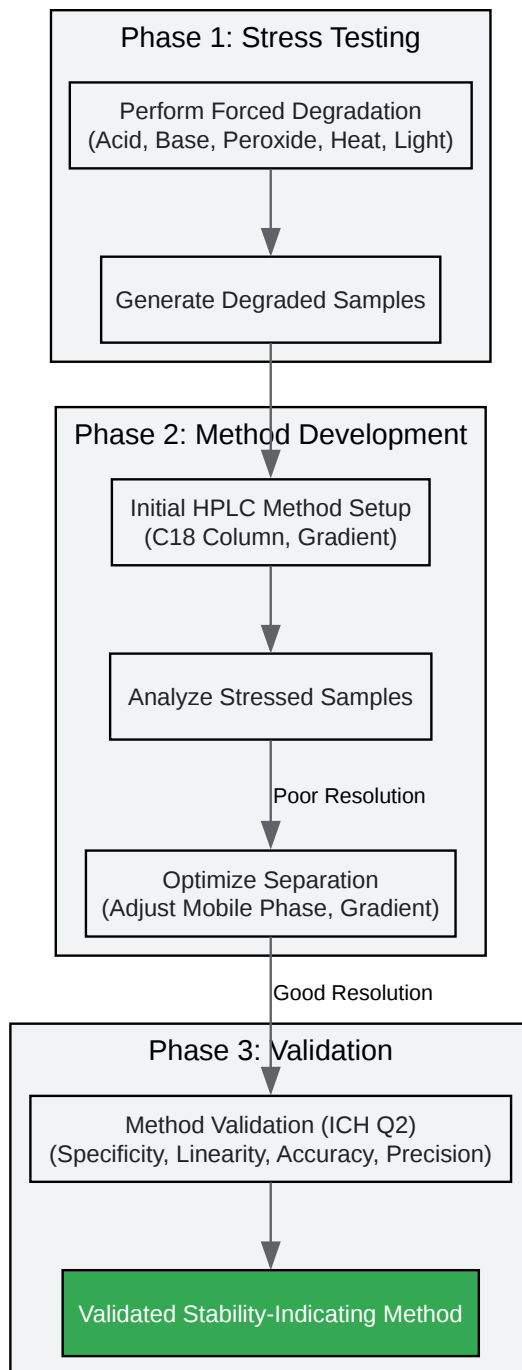 Phase 1: Stress Testing
Perform Forced Degradation
(Acid, Base, Peroxide, Heat, Light)
Generate Degraded Samples
Phase 2: Method Development
Initial HPLC Method Setup
(C18 Column, Gradient)
Analyze Stressed Samples
Poor Resolution
Optimize Separation
(Adjust Mobile Phase, Gradient)
Good Resolution
Phase 3: Validation
Method Validation (ICH Q2)
(Specificity, Linearity, Accuracy, Precision)
Validated Stability-Indicating Method